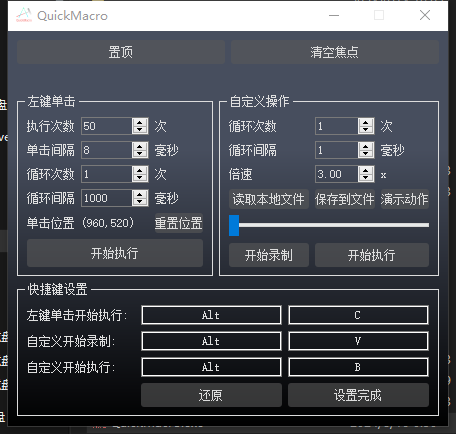 QuickMacro
置顶 清空焦点
左键单击
执行次数 50 次
单击间隔 8 毫秒
循环次数 1 次
循环间隔 1000 毫秒
单击位置 (960,520) 重置位置
开始执行
自定义操作
循环次数 1 次
循环间隔 1 毫秒
倍速 3.00 x
读取本地文件 保存到文件 演示动作
开始录制 开始执行
快捷键设置
左键单击开始执行: Alt C
自定义开始录制: Alt V
自定义开始执行: Alt B
还原 设置完成